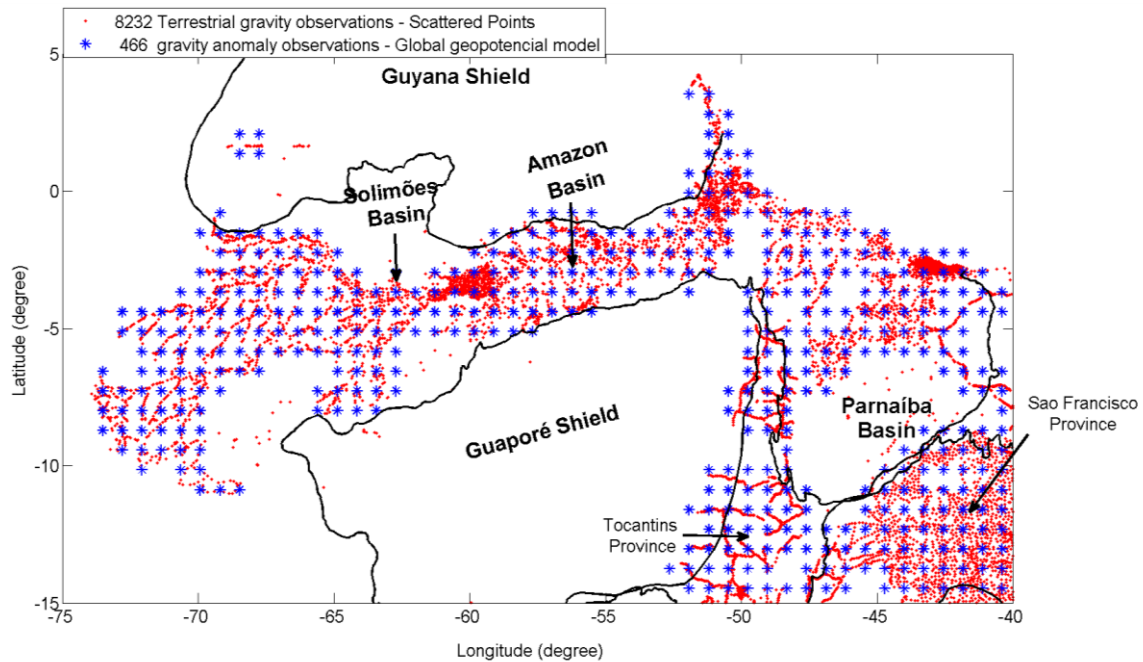 8232 Terrestrial gravity observations - Scattered Points
466 gravity anomaly observations - Global geopotencial model
5
0
-5
-10
-15
Latitude (degree)
Guyana Shield
Solimões
Basin
Amazon
Basin
Guaporé Shield
Parnaíba
Basin
Sao Francisco
Province
Tocantins
Province
-75
-70
-65
-60
-55
-50
-45
-40
Longitude (degree)